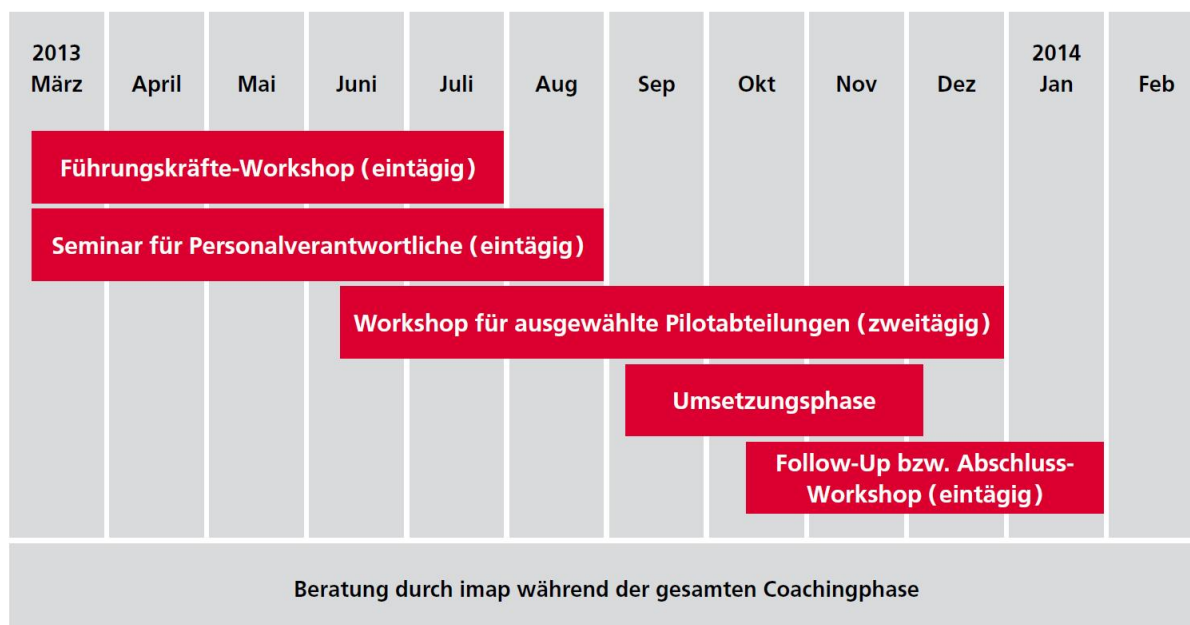 2013
März April Mai Juni Juli Aug Sep Okt Nov Dez
2014
Jan Feb
Führungskräfte-Workshop (eintägig)
Seminar für Personalverantwortliche (eintägig)
Workshop für ausgewählte Pilotabteilungen (zweitägig)
Umsetzungsphase
Follow-Up bzw. Abschluss-
Workshop (eintägig)
Beratung durch imap während der gesamten Coachingphase